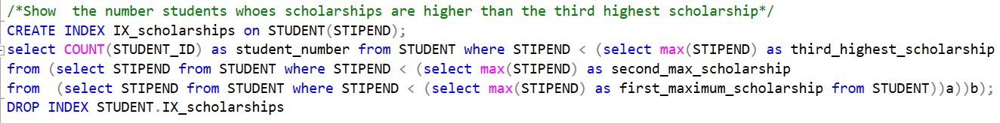 /*Show  the number students whoes scholarships are higher than the third highest scholarship*/
CREATE INDEX IX_scholarships on STUDENT(STIPEND);
select COUNT(STUDENT_ID) as student_number from STUDENT where STIPEND < (select max(STIPEND) as third_highest_scholarship
from (select STIPEND from STUDENT where STIPEND < (select max(STIPEND) as second_max_scholarship
from  (select STIPEND from STUDENT where STIPEND < (select max(STIPEND) as first_maximum_scholarship from STUDENT))a))b);
DROP INDEX STUDENT.IX_scholarships